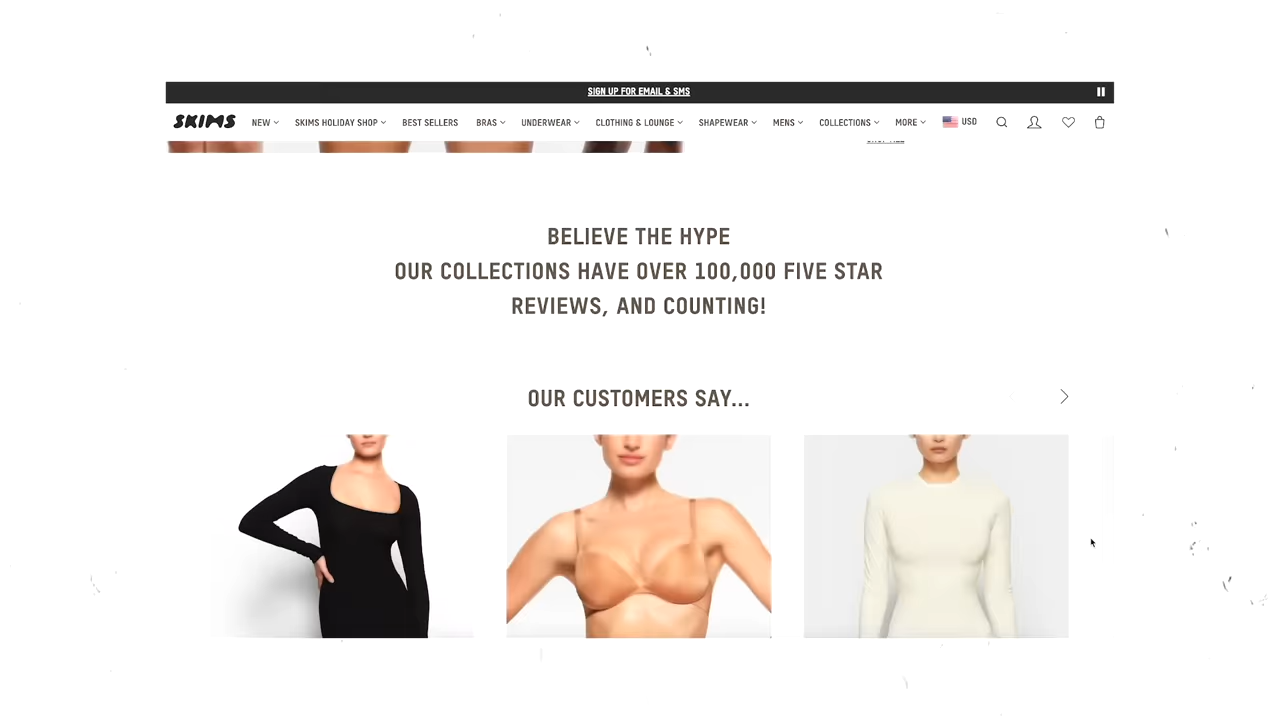 SIGN UP FOR EMAIL & SMS
SKIMS NEW SKIMS HOLIDAY SHOP BEST SELLERS BRAS UNDERWEAR CLOTHING & LOUNGE SHAPEWEAR MENS COLLECTIONS MORE USD
BELIEVE THE HYPE
OUR COLLECTIONS HAVE OVER 100,000 FIVE STAR
REVIEWS, AND COUNTING!
OUR CUSTOMERS SAY...